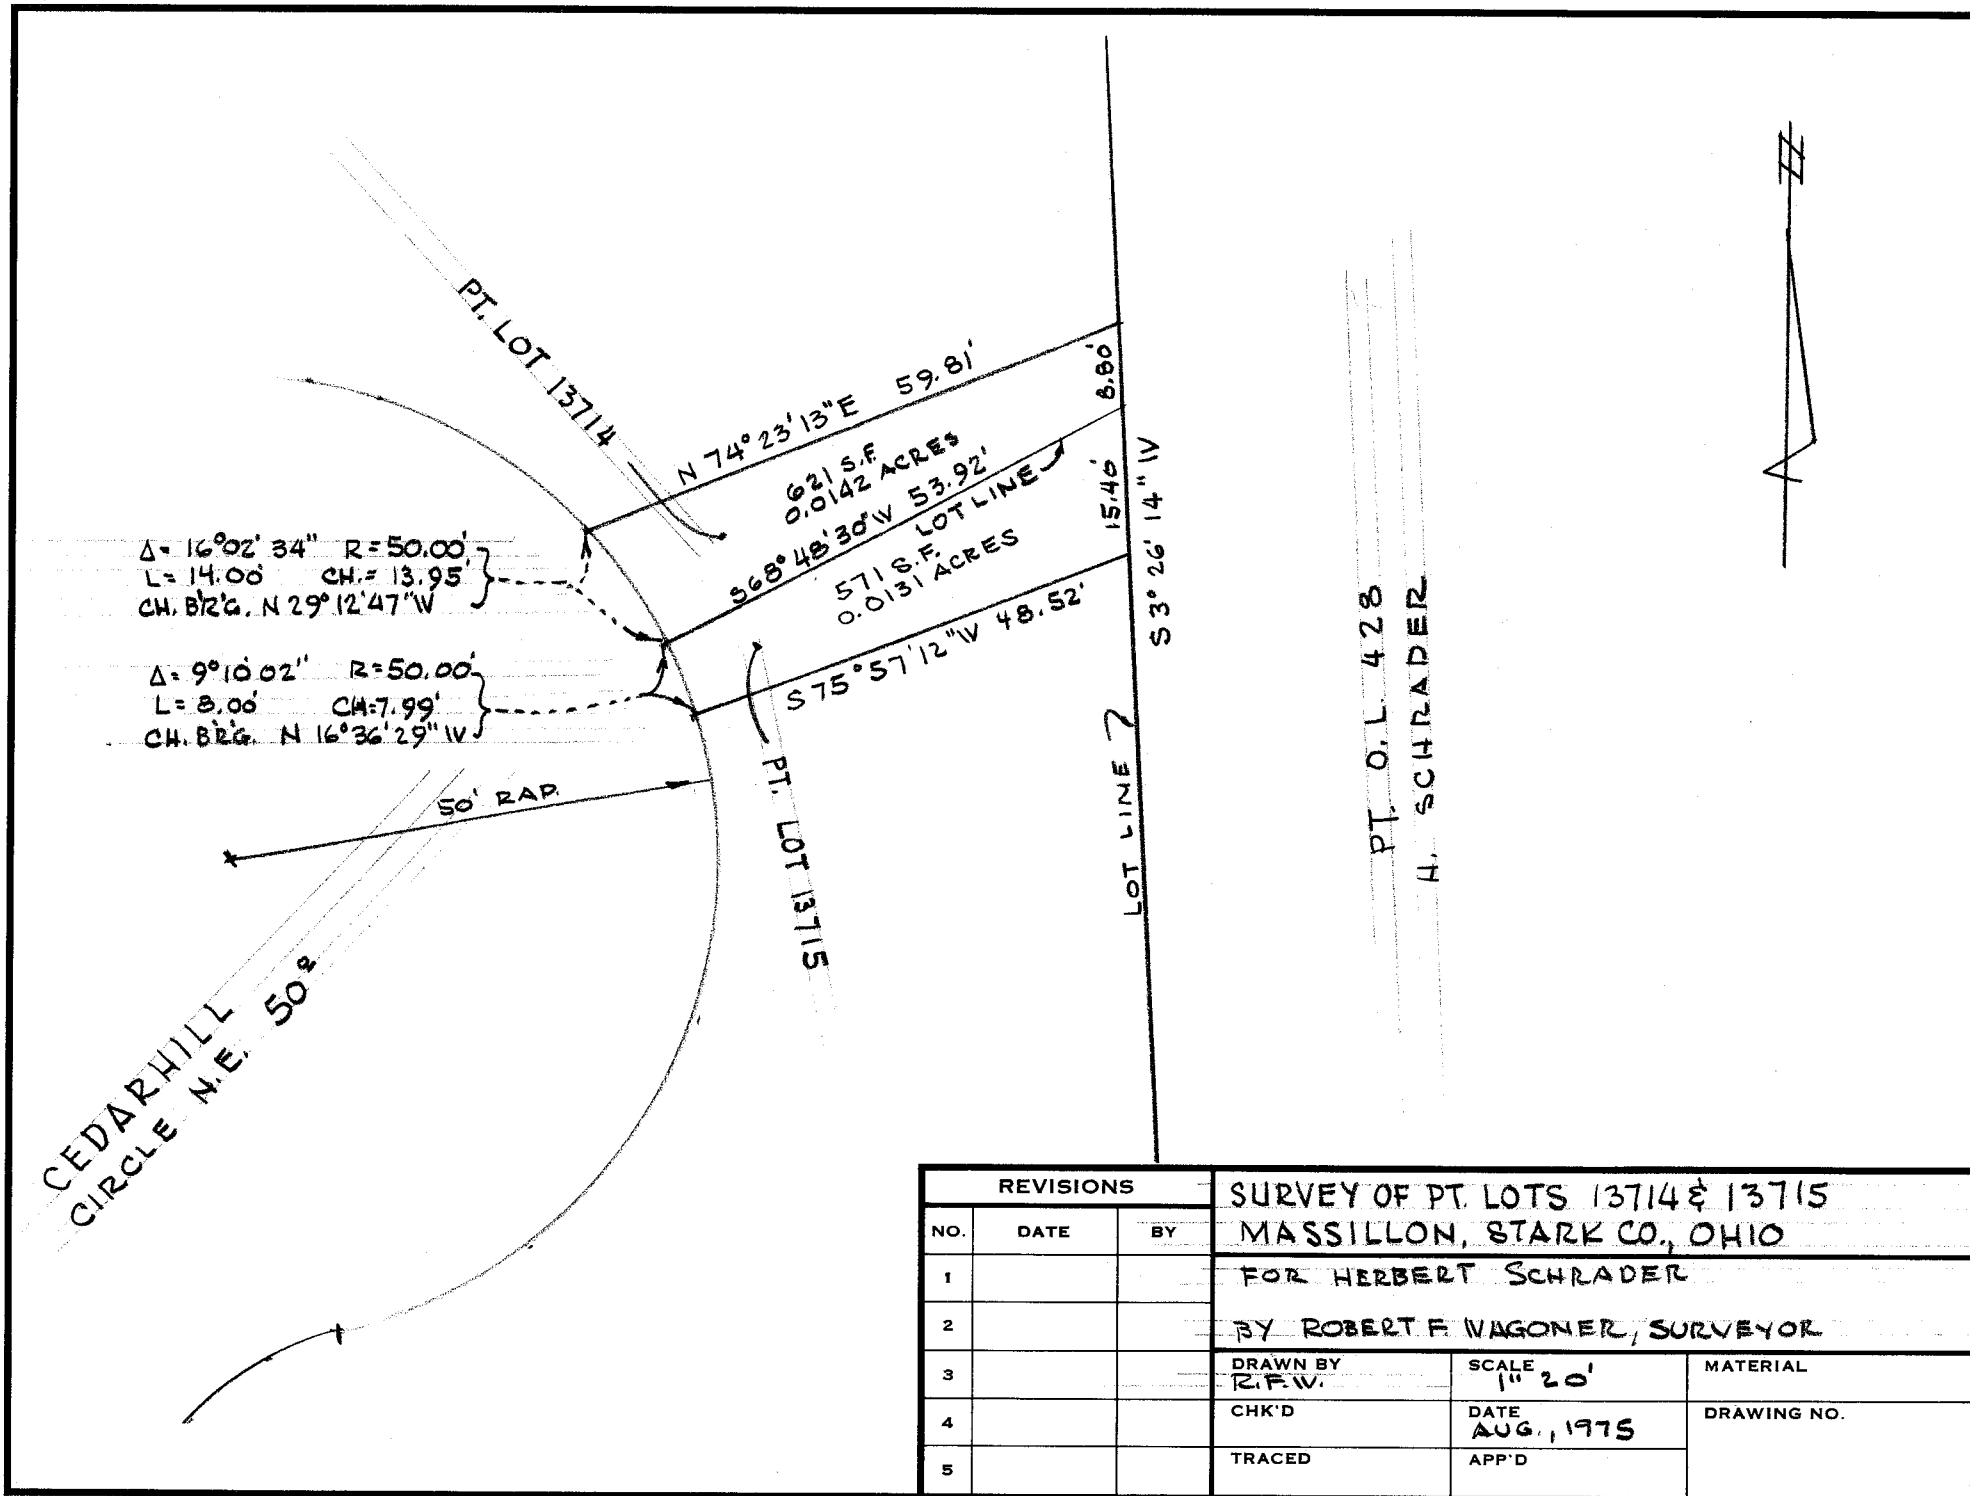 PT. LOT 13714
N 74° 23' 13" E 59.81'
8.80'
621 S.F.
0.0142 ACRES
S 68° 48' 30" W 53.92'
LOT LINE
15.46'
S 3° 26' 14" W
571 S.F.
0.0131 ACRES
S 75° 57' 12" W 48.52'
Δ = 16° 02' 34" R = 50.00'
L = 14.00' CH. = 13.95'
CH. BR'G. N 29° 12' 47" W
Δ = 9° 10' 02" R = 50.00'
L = 8.00' CH = 7.99'
CH. BR'G. N 16° 36' 29" W
50' RAD.
PT. LOT 13715
LOT LINE
PT. O.L. 428
H. SCHRADER
N
CEDARHILL
CIRCLE N.E. 50'
REVISIONS
NO. DATE BY
1
2
3
4
5
SURVEY OF PT. LOTS 13714 & 13715
MASSILLON, STARK CO., OHIO
FOR HERBERT SCHRADER
BY ROBERT F. WAGONER, SURVEYOR
DRAWN BY
R.F.W.
SCALE
1" 20'
MATERIAL
CHK'D
DATE
AUG., 1975
DRAWING NO.
TRACED
APP'D